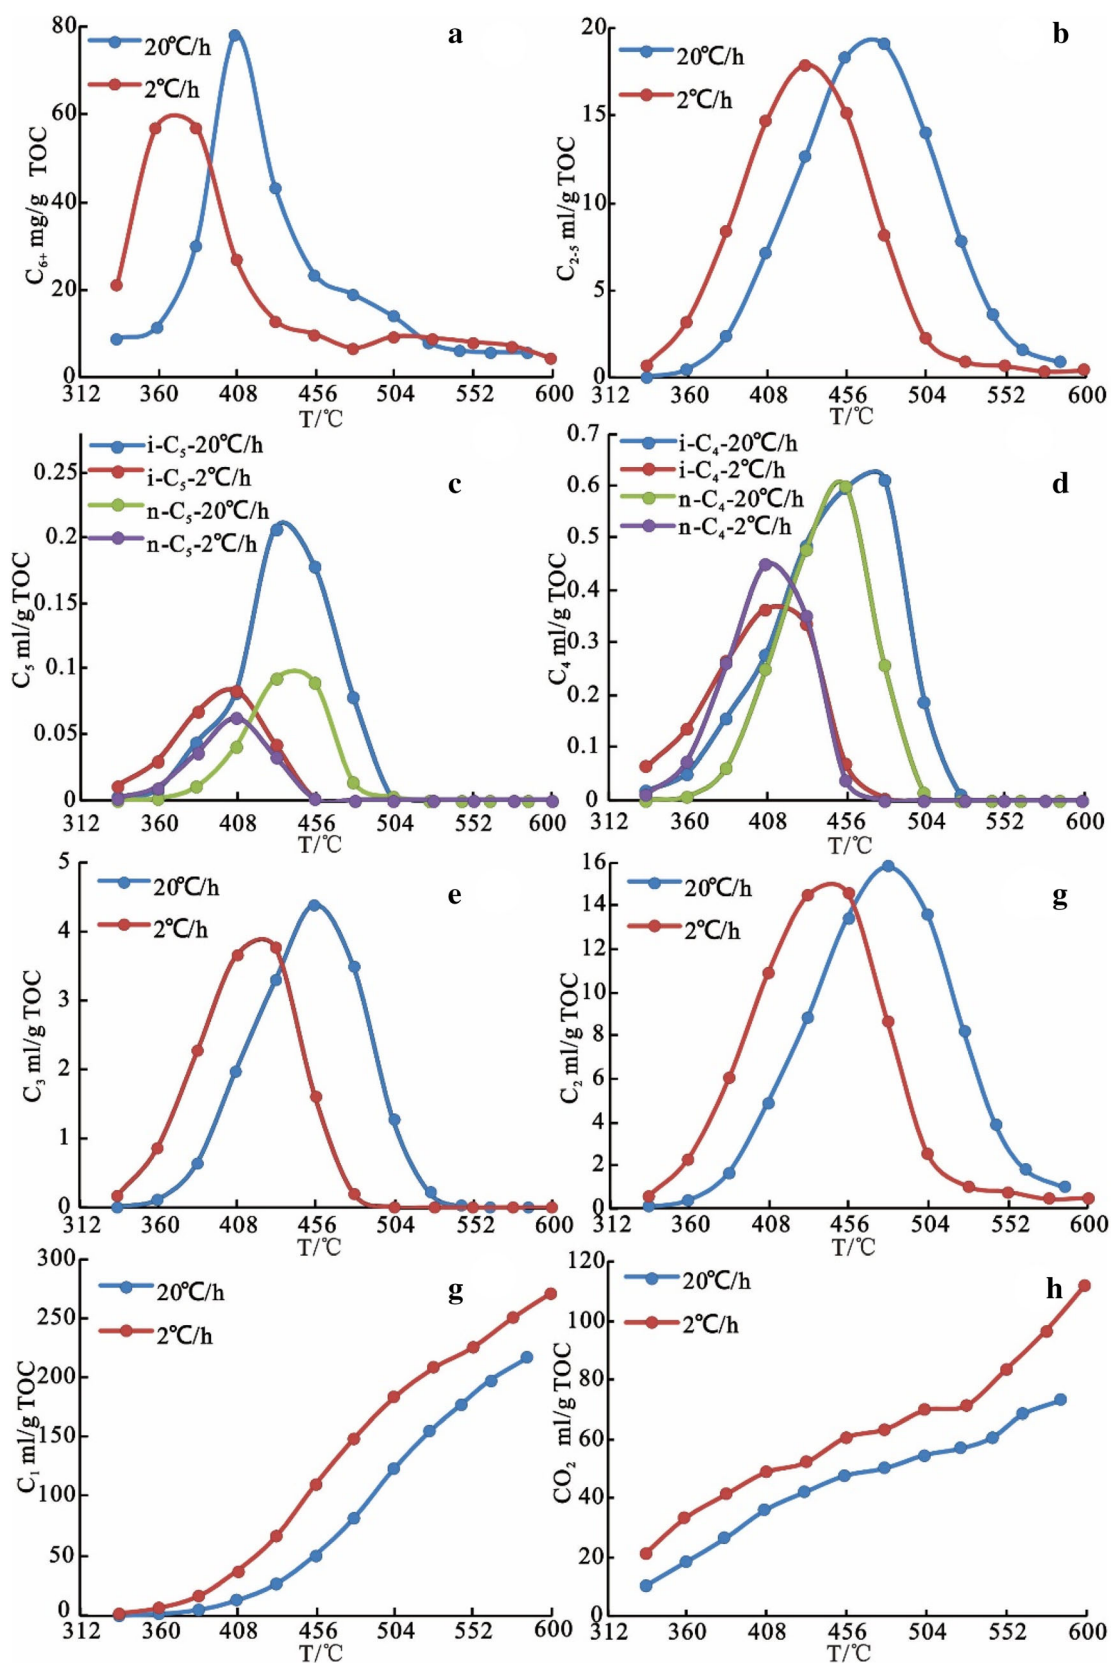 a
20℃/h
2℃/h
C6+ mg/g TOC
80
60
40
20
0
312 360 408 456 504 552 600
T/℃
b
20℃/h
2℃/h
C2-5 ml/g TOC
20
15
10
5
0
312 360 408 456 504 552 600
T/℃
c
i-C5-20℃/h
i-C5-2℃/h
n-C5-20℃/h
n-C5-2℃/h
C5 ml/g TOC
0.25
0.2
0.15
0.1
0.05
0
312 360 408 456 504 552 600
T/℃
d
i-C4-20℃/h
i-C4-2℃/h
n-C4-20℃/h
n-C4-2℃/h
C4 ml/g TOC
0.7
0.6
0.5
0.4
0.3
0.2
0.1
0
312 360 408 456 504 552 600
T/℃
e
20℃/h
2℃/h
C3 ml/g TOC
5
4
3
2
1
0
312 360 408 456 504 552 600
T/℃
g
20℃/h
2℃/h
C2 ml/g TOC
16
14
12
10
8
6
4
2
0
312 360 408 456 504 552 600
T/℃
g
20℃/h
2℃/h
C1 ml/g TOC
300
250
200
150
100
50
0
312 360 408 456 504 552 600
T/℃
h
20℃/h
2℃/h
CO2 ml/g TOC
120
100
80
60
40
20
0
312 360 408 456 504 552 600
T/℃